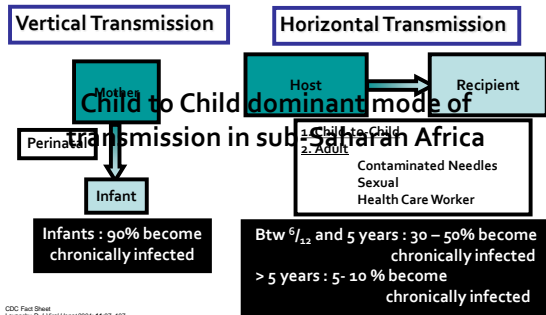 Vertical Transmission
Horizontal Transmission
Mother
Host
Recipient
Child to Child dominant mode of
transmission in sub-Saharan Africa
Perinatal
1. Child-to-Child
2. Adult
Contaminated Needles
Sexual
Health Care Worker
Infant
Infants : 90% become
chronically infected
Btw 6/12 and 5 years : 30 – 50% become
chronically infected
> 5 years : 5- 10 % become
chronically infected
CDC Fact Sheet